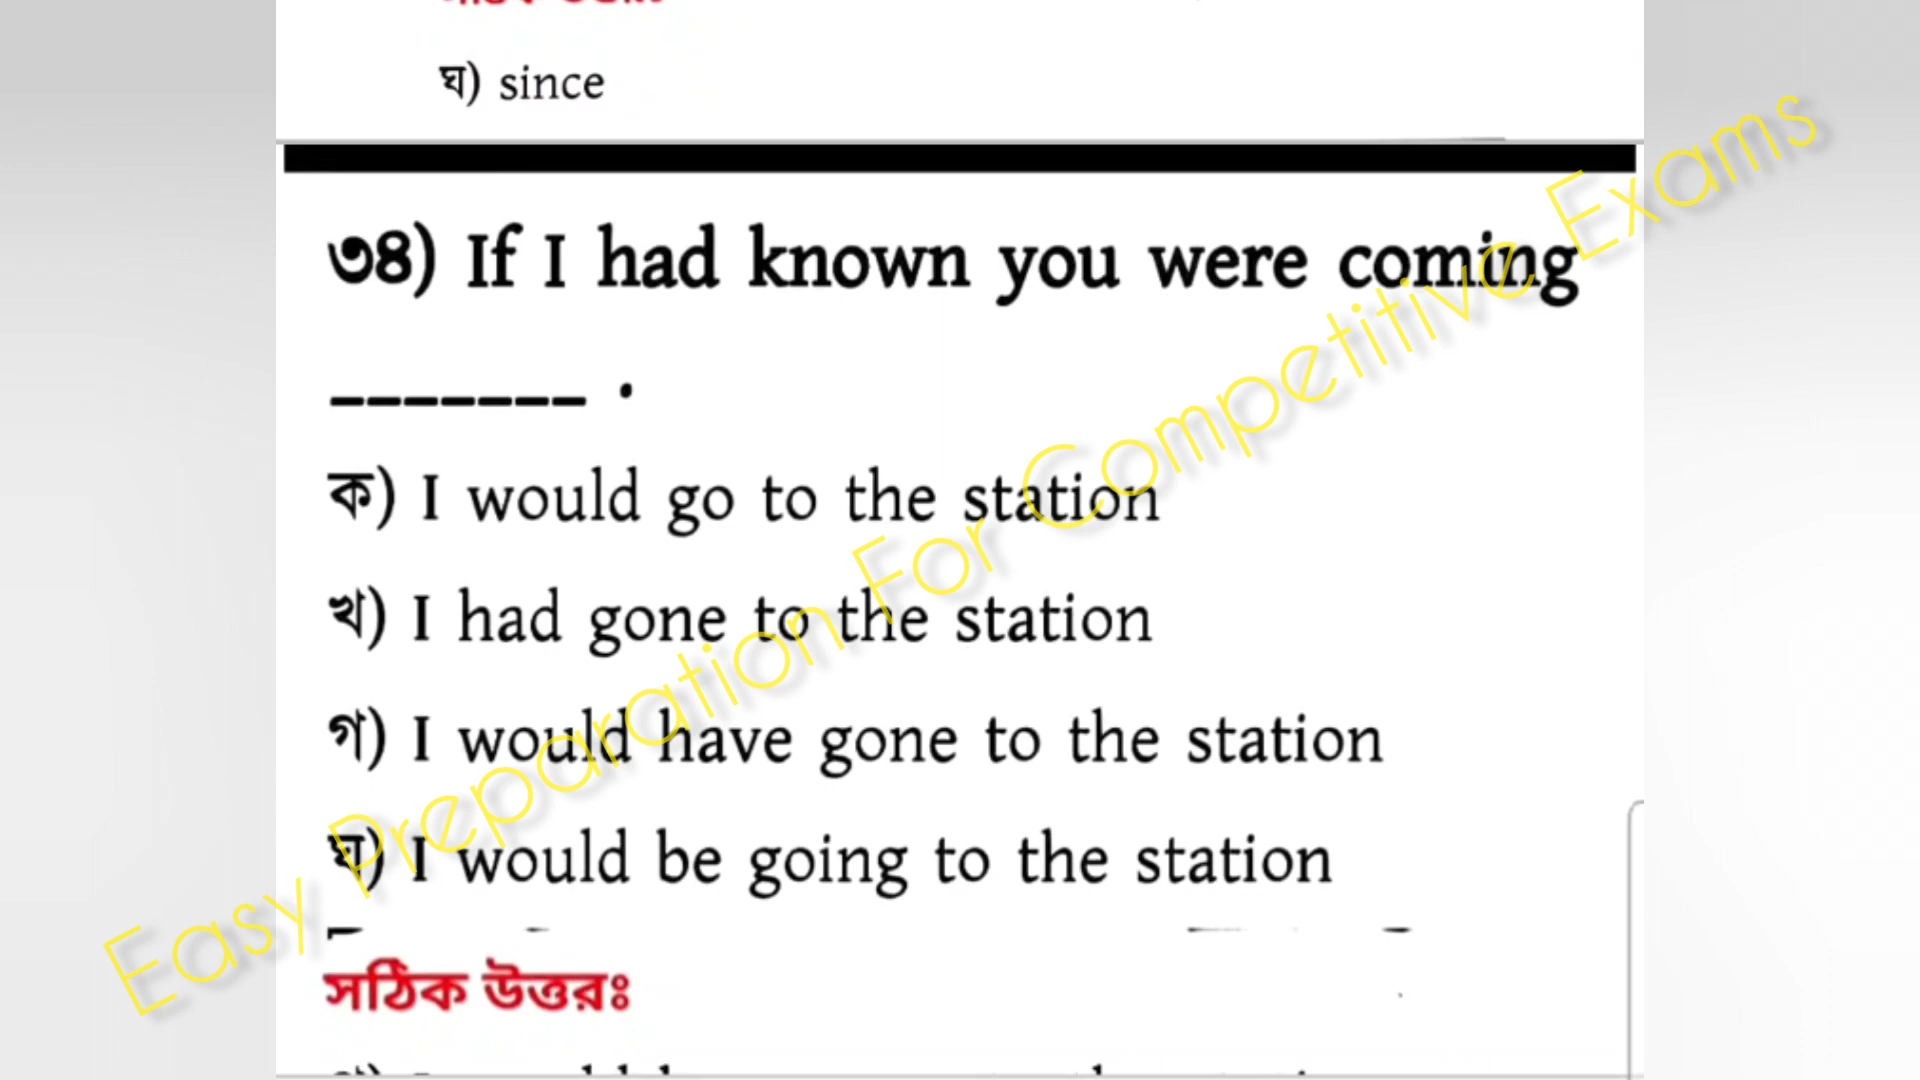 ঘ) since
৩৪) If I had known you were coming
_______ .
ক) I would go to the station
খ) I had gone to the station
গ) I would have gone to the station
ঘ) I would be going to the station
সঠিক উত্তরঃ
Easy Preparation For Competitive Exams